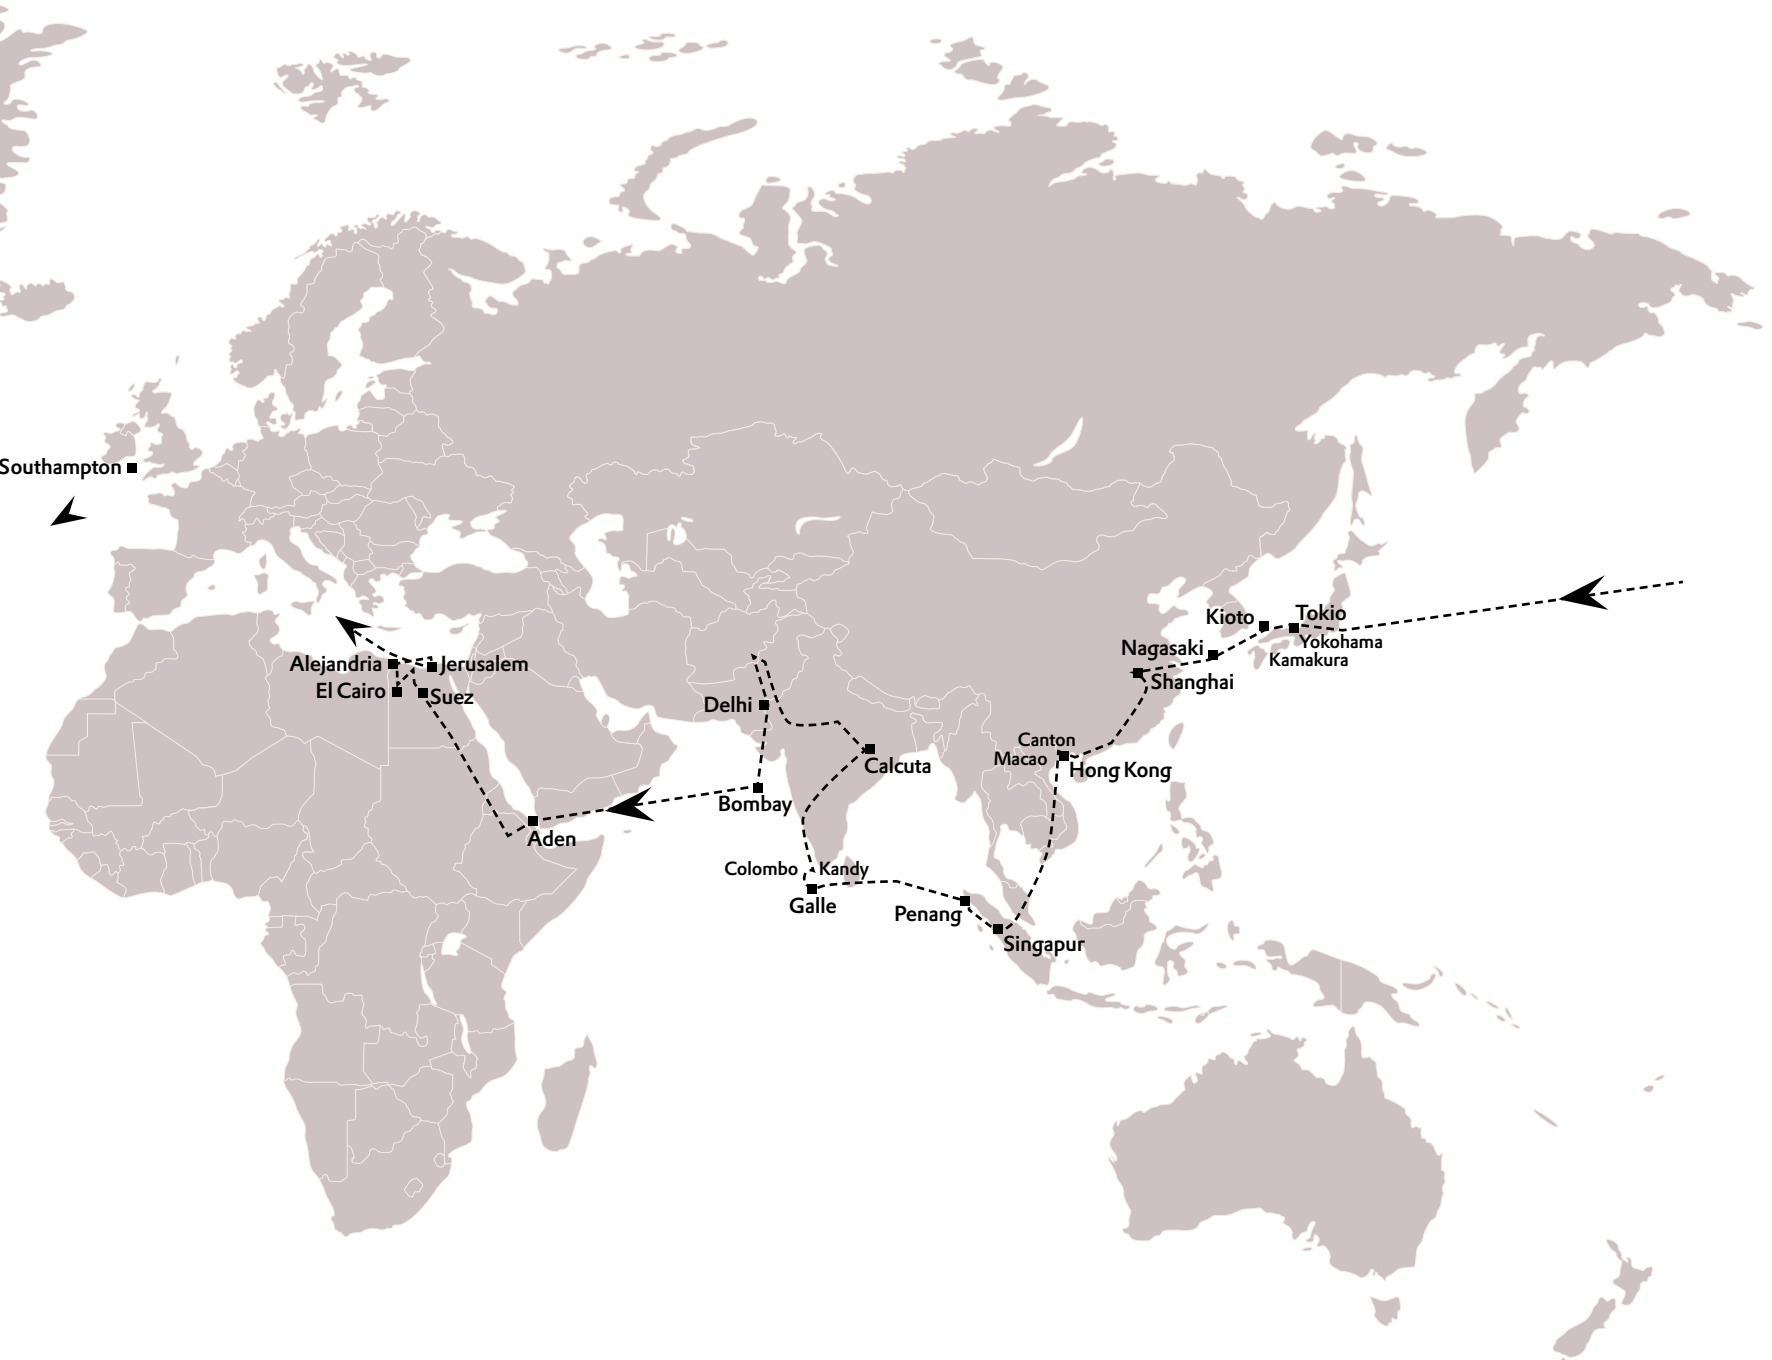 Southampton
Kioto
Tokio
Yokohama
Nagasaki
Kamakura
Alejandria
Jerusalem
Shanghai
El Cairo
Suez
Delhi
Canton
Macao
Hong Kong
Calcuta
Bombay
Aden
Colombo
Kandy
Galle
Penang
Singapur